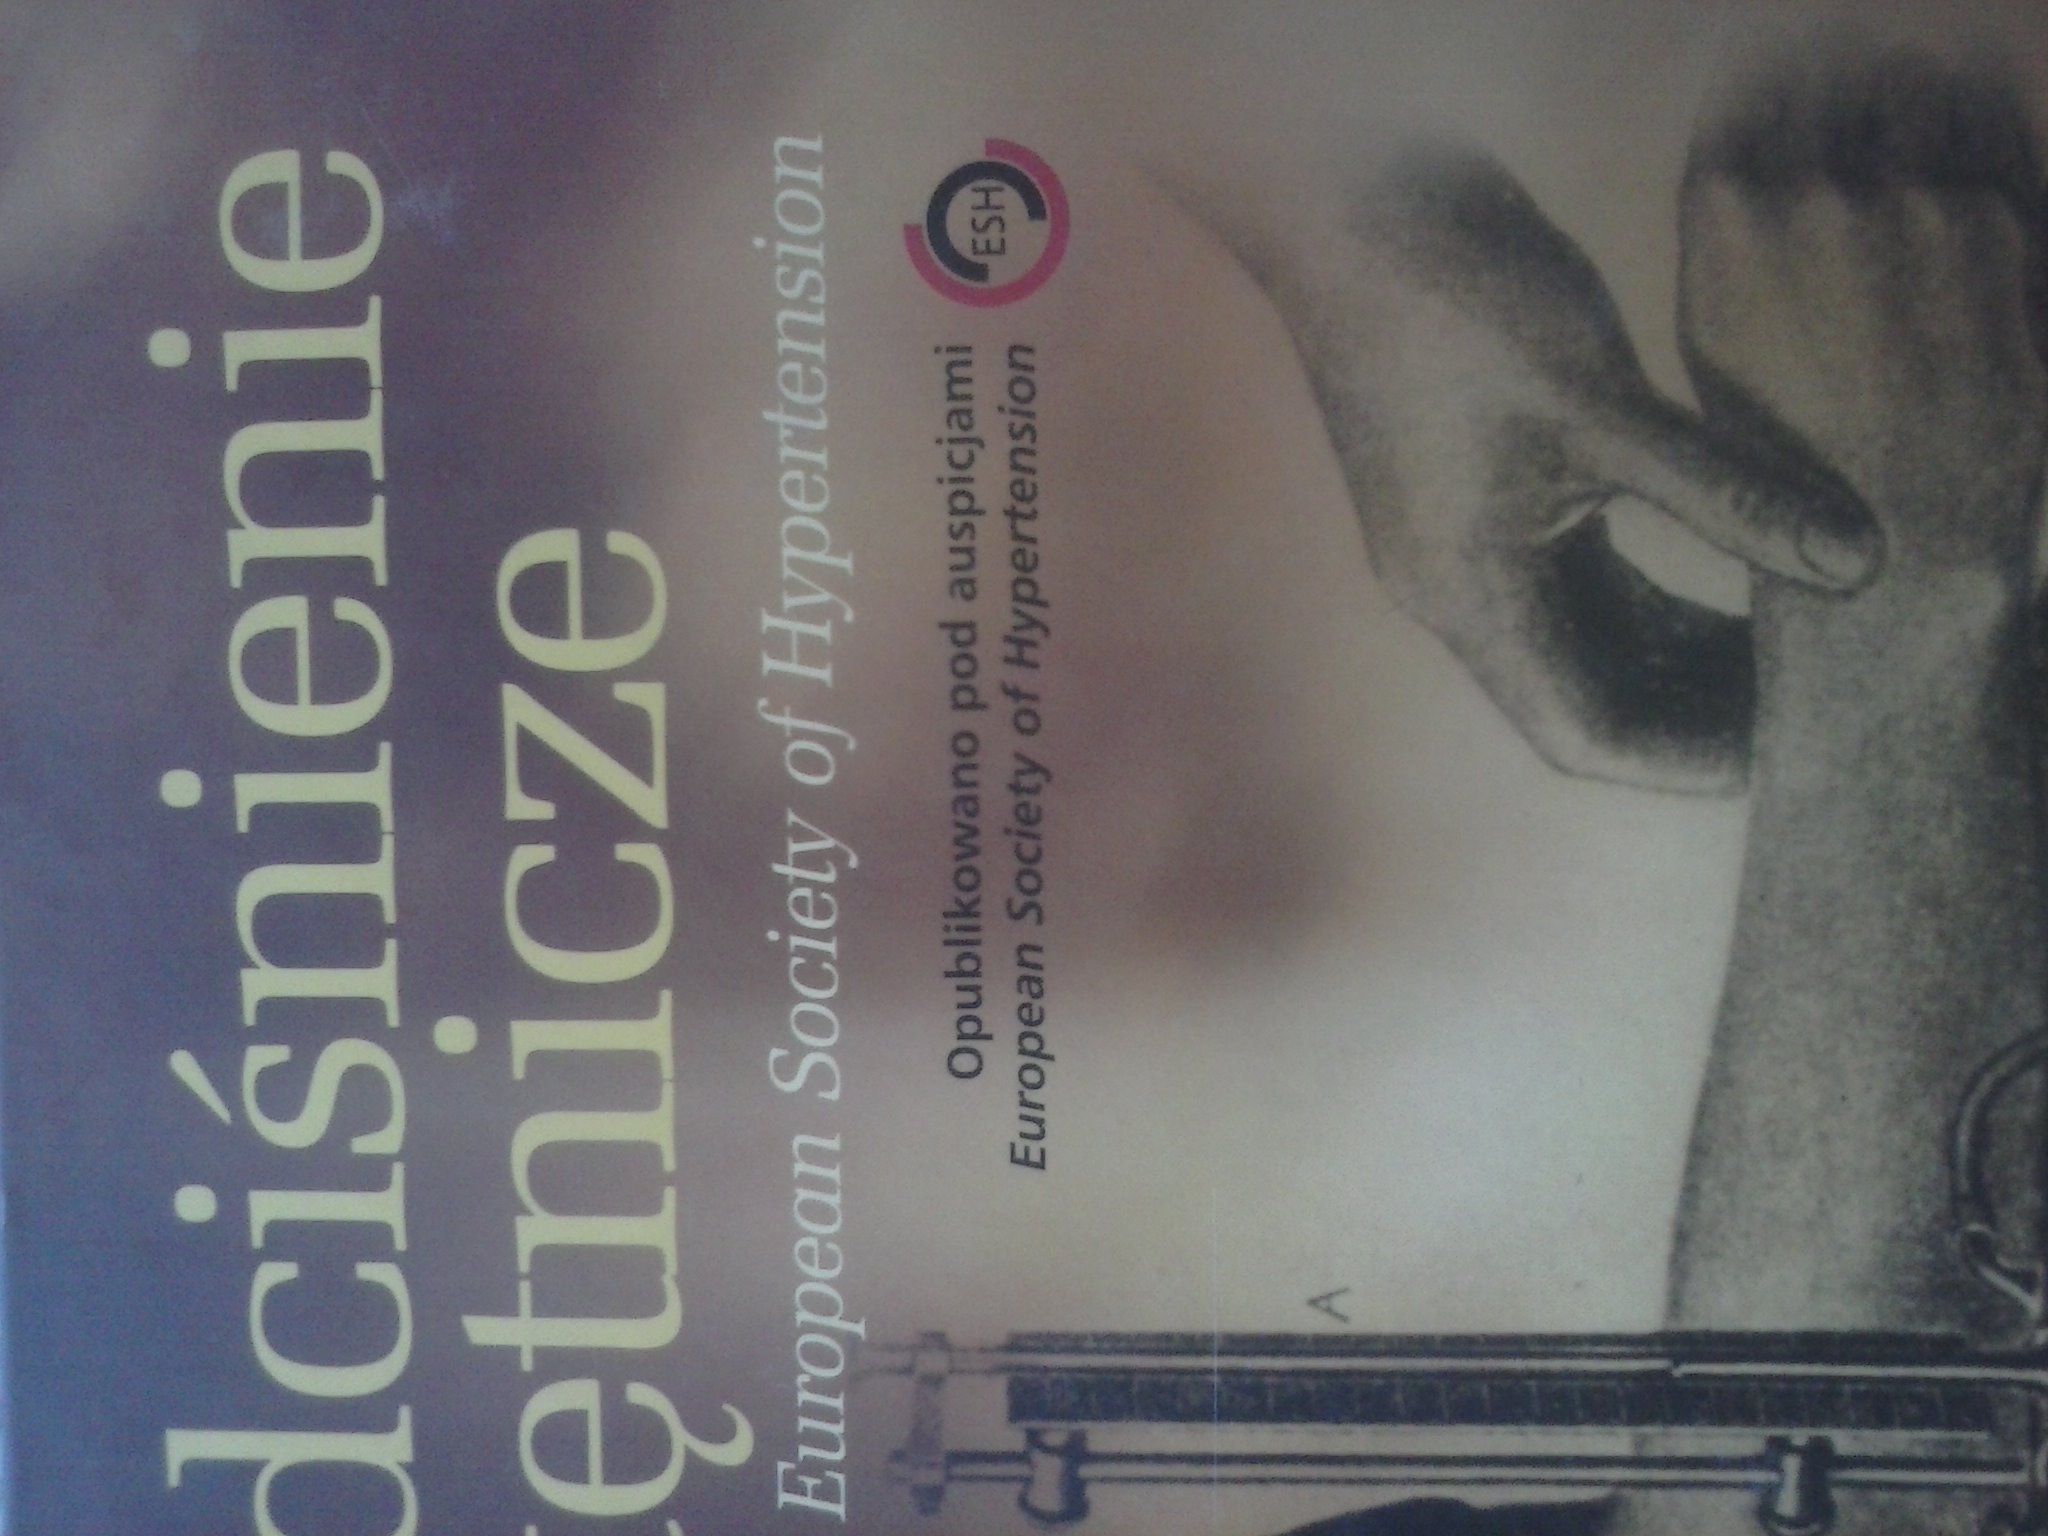 dciśnienie
ętnicze
European Society of Hypertension
Opublikowano pod auspicjami
European Society of Hypertension
ESH
A